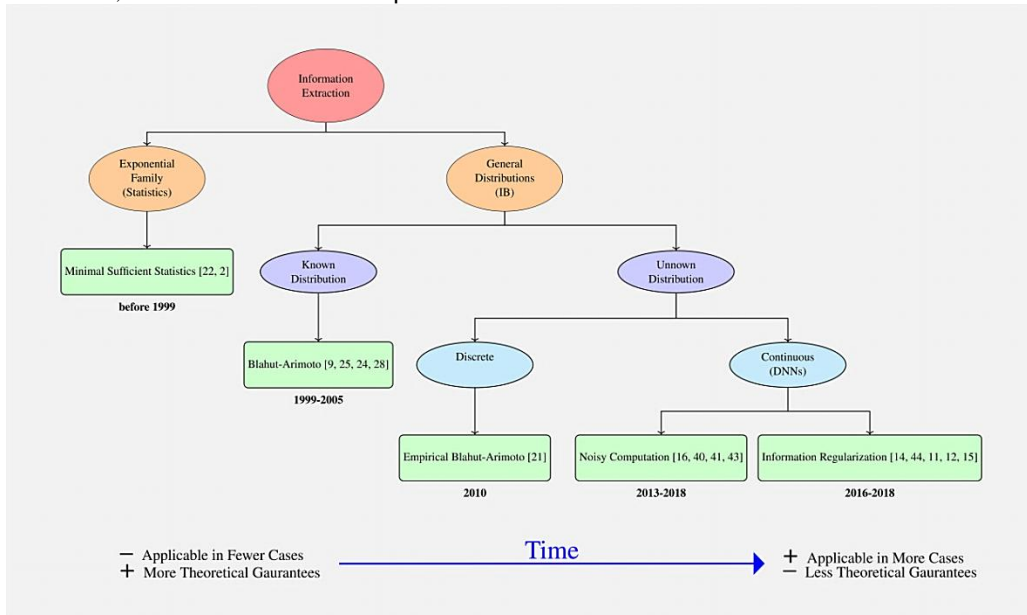 Information
Extraction
Exponential
Family
(Statistics)
General
Distributions
(IB)
Minimal Sufficient Statistics [22, 2]
before 1999
Known
Distribution
Unnown
Distribution
Blahut-Arimoto [9, 25, 24, 28]
1999-2005
Discrete
Continuous
(DNNs)
Empirical Blahut-Arimoto [21]
2010
Noisy Computation [16, 40, 41, 43]
2013-2018
Information Regularization [14, 44, 11, 12, 15]
2016-2018
− Applicable in Fewer Cases
+ More Theoretical Gaurantees
Time
+ Applicable in More Cases
− Less Theoretical Gaurantees